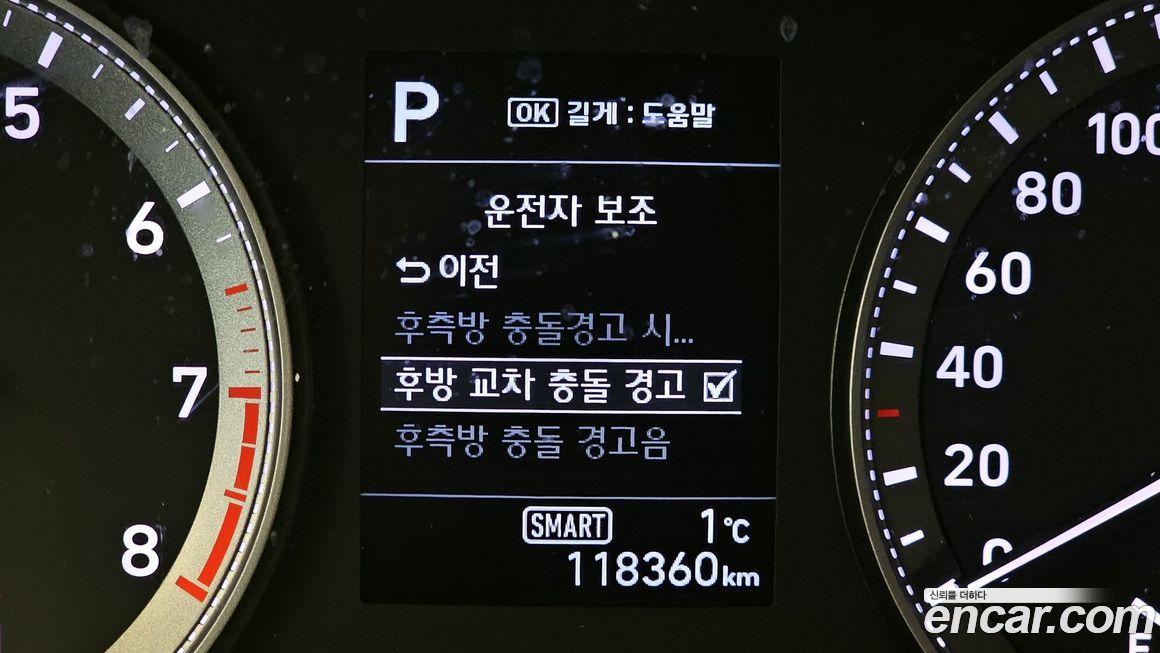 P
OK 길게 : 도움말
운전자 보조
이전
후측방 충돌경고 시...
후방 교차 충돌 경고
후측방 충돌 경고음
SMART
1°C
118360km
5
6
7
8
100
80
60
40
20
0
E
신뢰를 더하다
encar.com